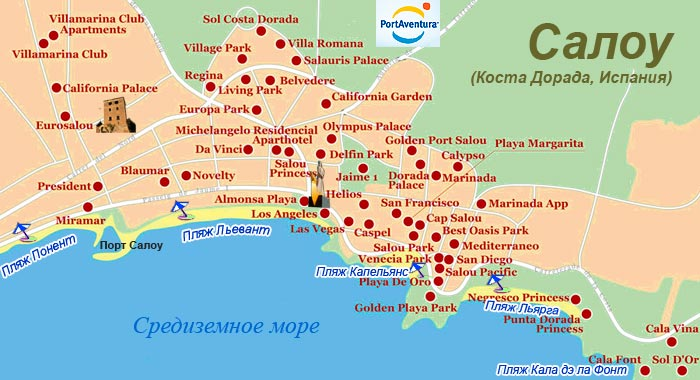 Villamarina Club
Apartments
Villamarina Club
Sol Costa Dorada
PortAventura
Салоу
(Коста Дорада, Испания)
Village Park
Villa Romana
Salauris Palace
Regina
Living Park
Belvedere
California Palace
Europa Park
California Garden
Eurosalou
Michelangelo Residencial
Aparthotel
Olympus Palace
Golden Port Salou
Playa Margarita
Da Vinci
Salou
Princess
Delfin Park
Calypso
Blaumar
Novelty
Jaime 1
Dorada
Palace
Marinada
President
Almonsa Playa
Helios
San Francisco
Marinada App
Miramar
Los Angeles
Las Vegas
Caspel
Cap Salou
Best Oasis Park
Salou Park
Mediterraneo
Пляж Понент
Порт Салоу
Пляж Льевант
Venecia Park
San Diego
Пляж Капельянс
Salou Pacific
Playa De Oro
Golden Playa Park
Negresco Princess
Пляж Льярга
Punta Dorada
Princess
Средиземное море
Cala Vina
Cala Font
Sol D'Or
Пляж Кала дэ ла Фонт